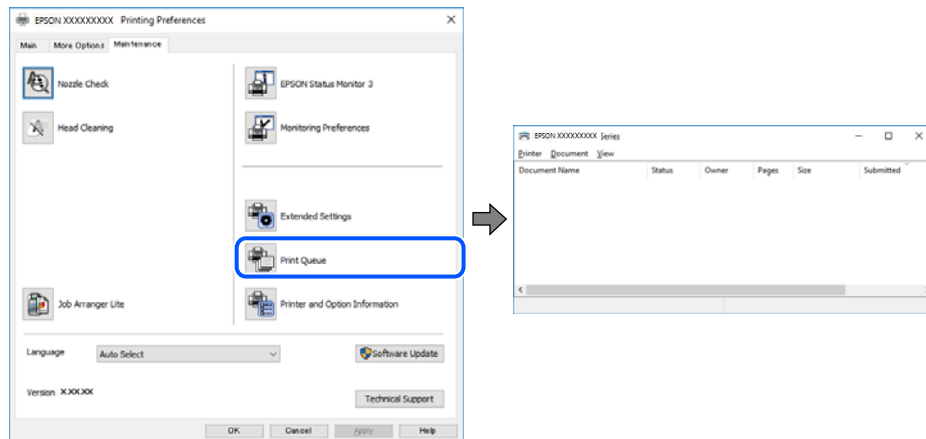 EPSON XXXXXXXXX Printing Preferences
Main More Options Maintenance
Nozzle Check
EPSON Status Monitor 3
Head Cleaning
Monitoring Preferences
Extended Settings
Print Queue
Job Arranger Lite
Printer and Option Information
Language Auto Select Software Update
Version X.XX.XX
Technical Support
OK Cancel Apply Help
EPSON XXXXXXXXX Series
Printer Document View
Document Name Status Owner Pages Size Submitted